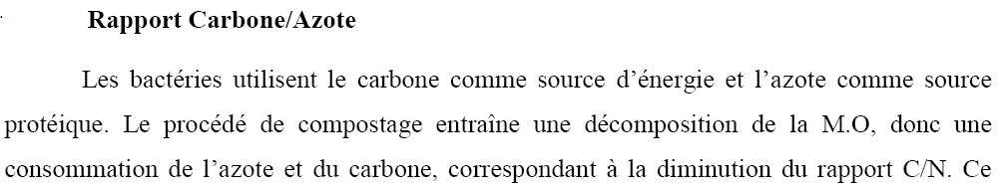 Rapport Carbone/Azote
Les bactéries utilisent le carbone comme source d’énergie et l’azote comme source
protéique. Le procédé de compostage entraîne une décomposition de la M.O, donc une
consommation de l’azote et du carbone, correspondant à la diminution du rapport C/N. Ce